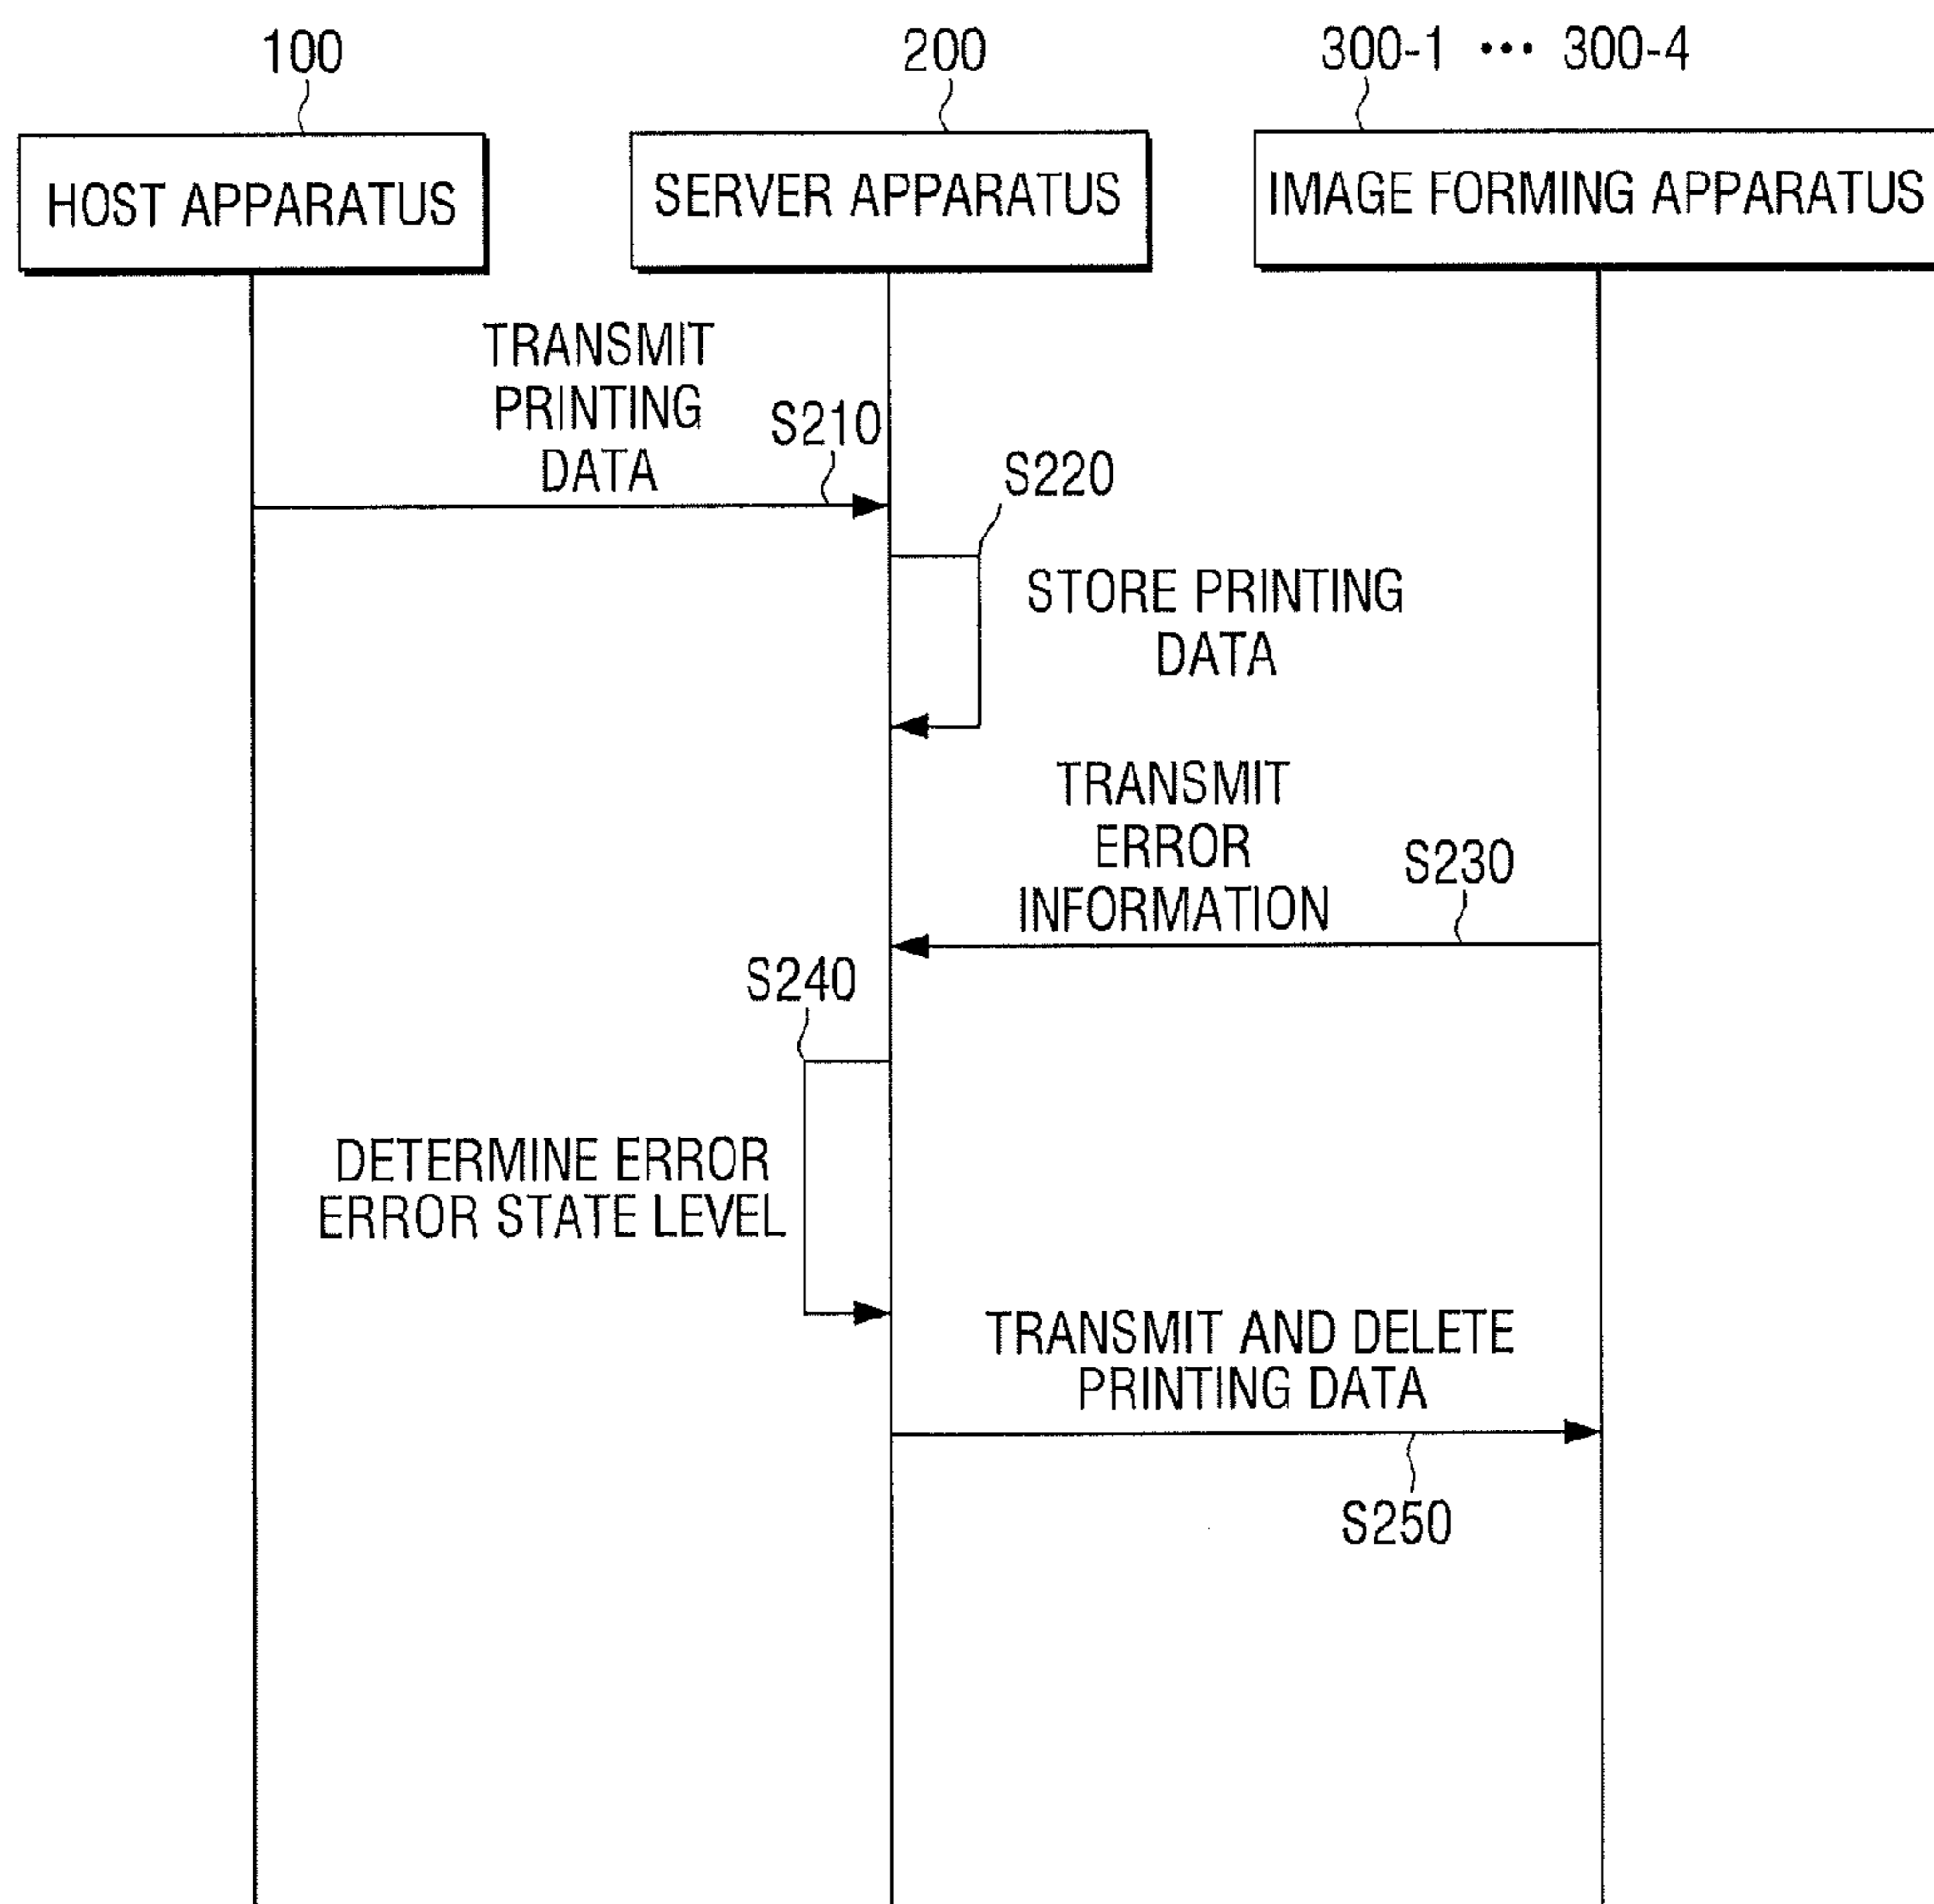 100
200
300-1 ••• 300-4
HOST APPARATUS
SERVER APPARATUS
IMAGE FORMING APPARATUS
TRANSMIT
PRINTING
DATA
S210
S220
STORE PRINTING
DATA
TRANSMIT
ERROR
INFORMATION
S230
S240
DETERMINE ERROR
ERROR STATE LEVEL
TRANSMIT AND DELETE
PRINTING DATA
S250